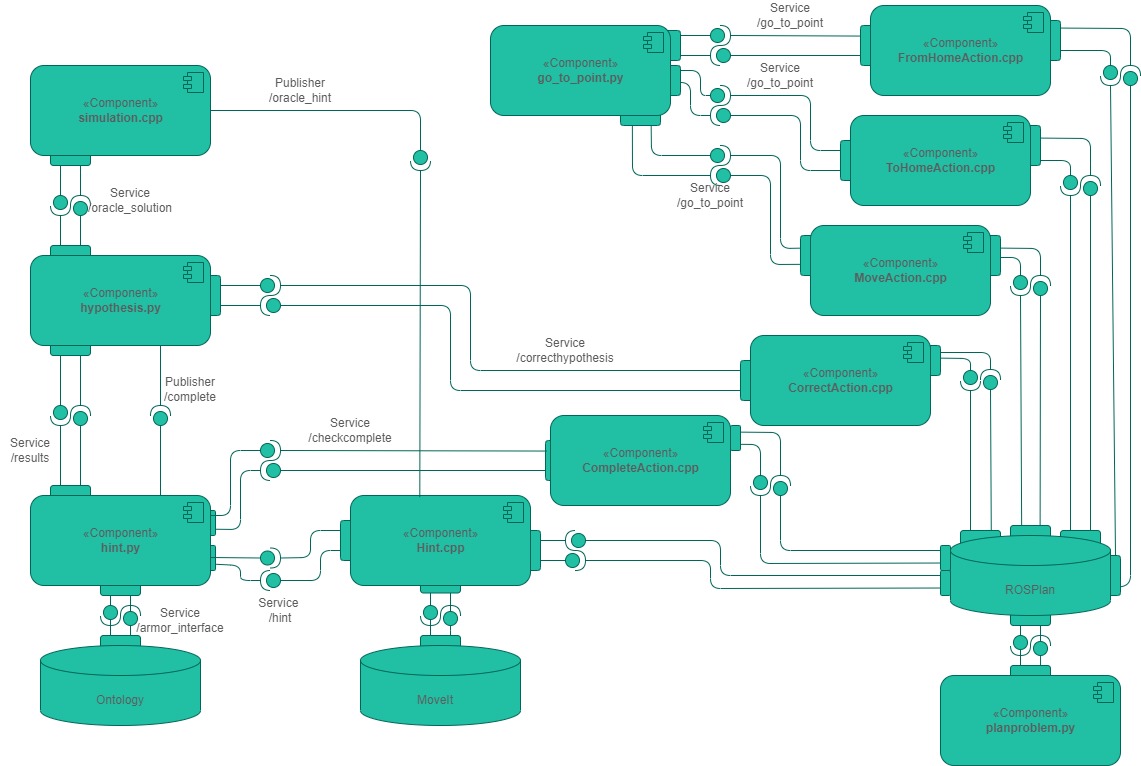 Service
/go_to_point
«Component»
FromHomeAction.cpp
«Component»
go_to_point.py
Service
/go_to_point
«Component»
simulation.cpp
Publisher
/oracle_hint
«Component»
ToHomeAction.cpp
Service
/oracle_solution
Service
/go_to_point
«Component»
MoveAction.cpp
«Component»
hypothesis.py
Service
/correcthypothesis
«Component»
CorrectAction.cpp
Publisher
/complete
Service
/results
Service
/checkcomplete
«Component»
CompleteAction.cpp
«Component»
hint.py
«Component»
Hint.cpp
ROSPlan
Service
/hint
Service
/armor_interface
Ontology
MoveIt
«Component»
planproblem.py